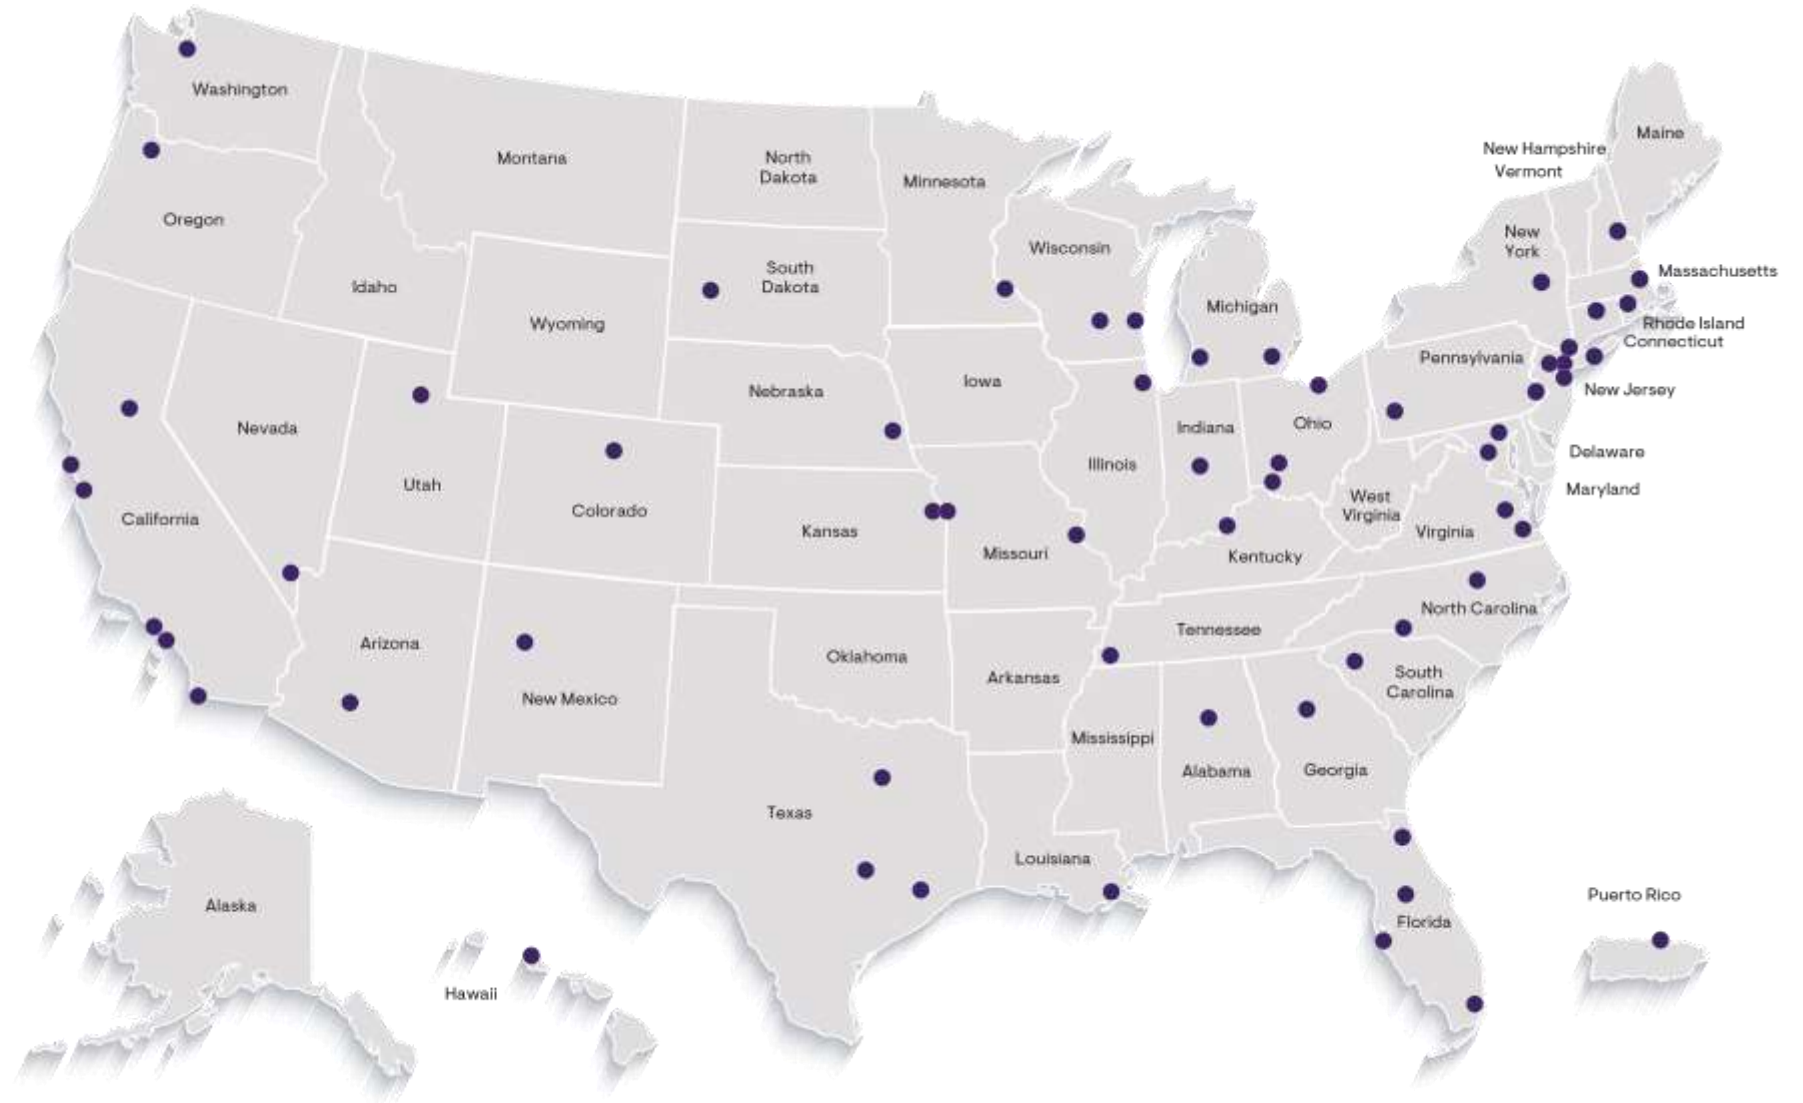 Washington
Montana
North
Dakota
Minnesota
New Hampshire
Vermont
Maine
Oregon
Idaho
Wyoming
South
Dakota
Wisconsin
Michigan
New
York
Massachusetts
Rhode Island
Connecticut
Pennsylvania
New Jersey
Nevada
Utah
Colorado
Nebraska
Iowa
Illinois
Indiana
Ohio
Delaware
Maryland
California
Kansas
Missouri
Kentucky
West
Virginia
Virginia
Arizona
New Mexico
Oklahoma
Arkansas
Tennessee
North Carolina
South
Carolina
Mississippi
Alabama
Georgia
Texas
Louisiana
Florida
Alaska
Hawaii
Puerto Rico